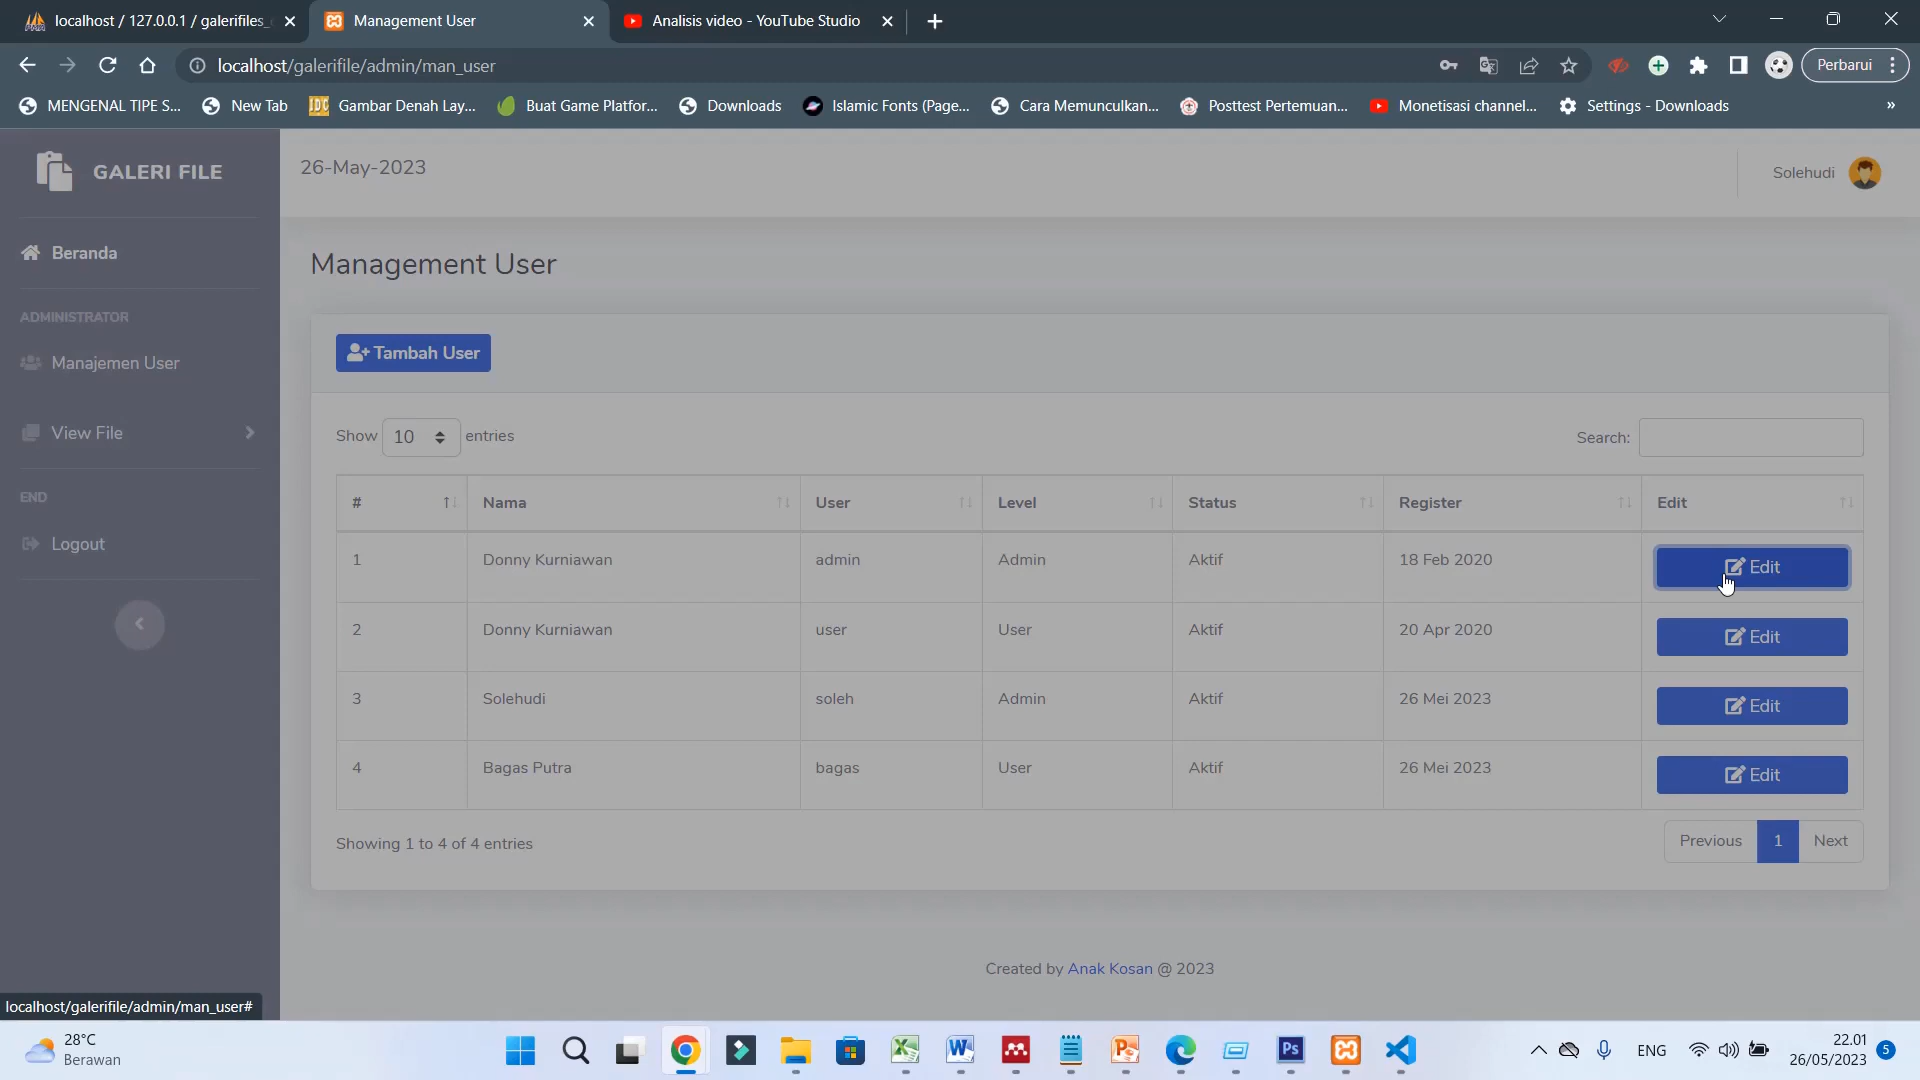 localhost / 127.0.0.1 / galerifiles_
Management User
Analisis video - YouTube Studio
localhost/galerifile/admin/man_user
Perbarui
MENGENAL TIPE S...
New Tab
Gambar Denah Lay...
Buat Game Platfor...
Downloads
Islamic Fonts (Page...
Cara Memunculkan...
Posttest Pertemuan...
Monetisasi channel...
Settings - Downloads
»
GALERI FILE
26-May-2023
Solehudi
Beranda
ADMINISTRATOR
Manajemen User
View File
END
Logout
Management User
Tambah User
Show 10 entries
Search:
# Nama User Level Status Register Edit
1 Donny Kurniawan admin Admin Aktif 18 Feb 2020 Edit
2 Donny Kurniawan user User Aktif 20 Apr 2020 Edit
3 Solehudi soleh Admin Aktif 26 Mei 2023 Edit
4 Bagas Putra bagas User Aktif 26 Mei 2023 Edit
Showing 1 to 4 of 4 entries
Previous 1 Next
Created by Anak Kosan @ 2023
localhost/galerifile/admin/man_user#
28°C
Berawan
ENG
22.01
26/05/2023
5